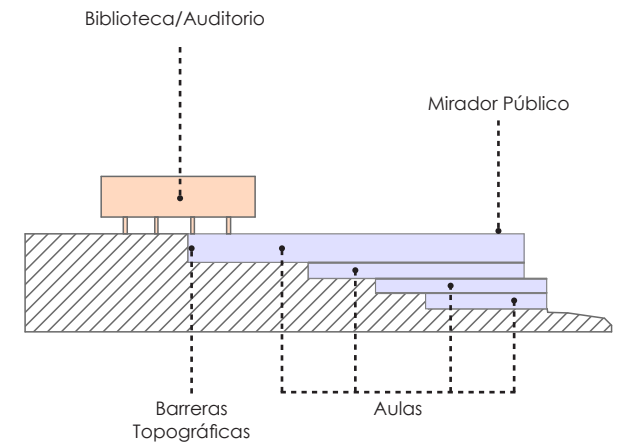 Biblioteca/Auditorio
Mirador Público
Barreras
Topográficas
Aulas